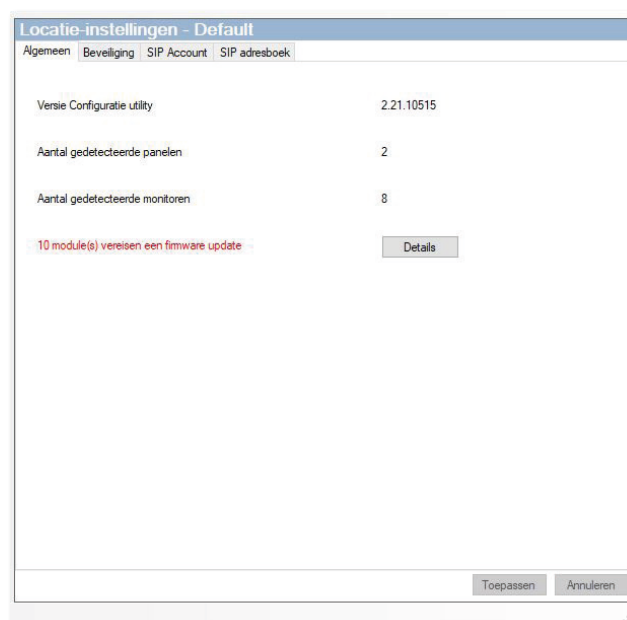 Locatie-instellingen - Default
Algemeen Beveiliging SIP Account SIP adresboek
Versie Configuratie utility 2.21.10515
Aantal gedetecteerde panelen 2
Aantal gedetecteerde monitoren 8
10 module(s) vereisen een firmware update Details
Toepassen Annuleren